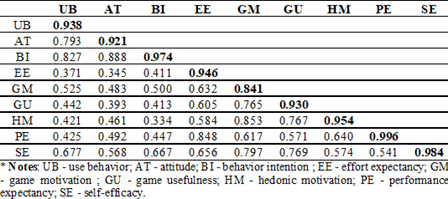 UB AT BI EE GM GU HM PE SE
UB 0.938
AT 0.793 0.921
BI 0.827 0.888 0.974
EE 0.371 0.345 0.411 0.946
GM 0.525 0.483 0.500 0.632 0.841
GU 0.442 0.393 0.413 0.605 0.765 0.930
HM 0.421 0.461 0.334 0.584 0.853 0.767 0.954
PE 0.425 0.492 0.447 0.848 0.617 0.571 0.640 0.996
SE 0.677 0.568 0.667 0.656 0.797 0.769 0.574 0.541 0.984
* Notes: UB - use behavior; AT - attitude; BI - behavior intention ; EE - effort expectancy; GM
- game motivation ; GU - game usefulness; HM - hedonic motivation; PE - performance
expectancy; SE - self-efficacy.